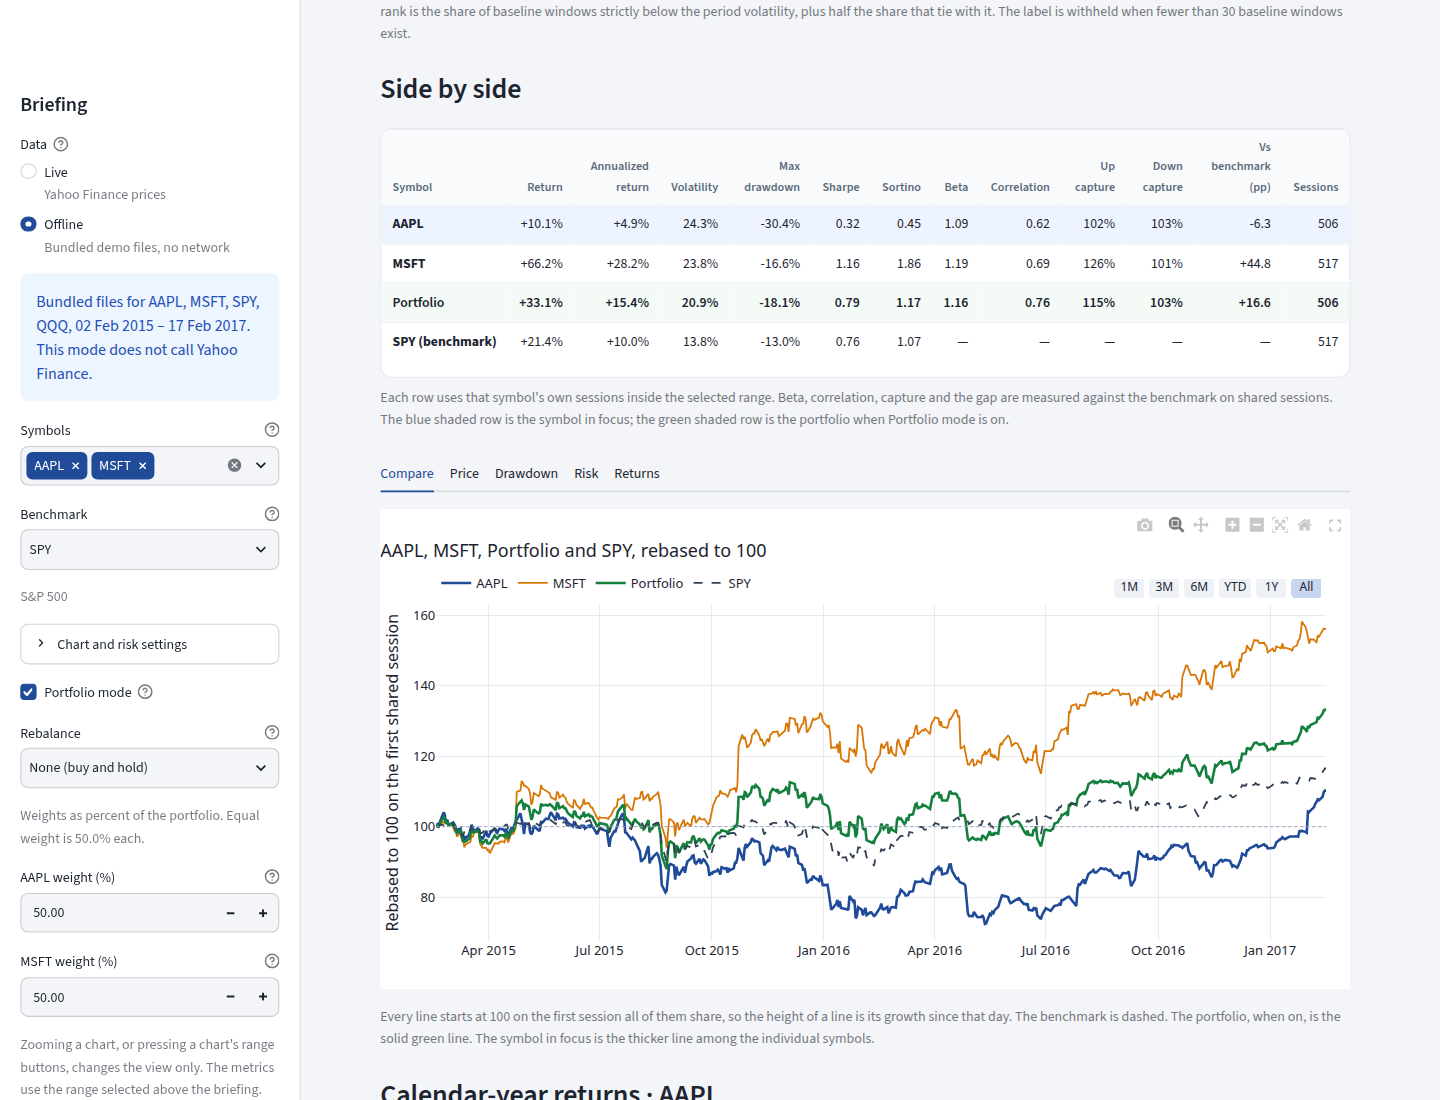 rank is the share of baseline windows strictly below the period volatility, plus half the share that tie with it. The label is withheld when fewer than 30 baseline windows
exist.
Briefing
Data
Live
Yahoo Finance prices
Offline
Bundled demo files, no network
Bundled files for AAPL, MSFT, SPY,
QQQ, 02 Feb 2015 – 17 Feb 2017.
This mode does not call Yahoo
Finance.
Symbols
AAPL MSFT
Benchmark
SPY
S&P 500
Chart and risk settings
Portfolio mode
Rebalance
None (buy and hold)
Weights as percent of the portfolio. Equal
weight is 50.0% each.
AAPL weight (%)
50.00
MSFT weight (%)
50.00
Zooming a chart, or pressing a chart's range
buttons, changes the view only. The metrics
use the range selected above the briefing.
Side by side
Symbol Return Annualized return Volatility Max drawdown Sharpe Sortino Beta Correlation Up capture Down capture Vs benchmark (pp) Sessions
AAPL +10.1% +4.9% 24.3% -30.4% 0.32 0.45 1.09 0.62 102% 103% -6.3 506
MSFT +66.2% +28.2% 23.8% -16.6% 1.16 1.86 1.19 0.69 126% 101% +44.8 517
Portfolio +33.1% +15.4% 20.9% -18.1% 0.79 1.17 1.16 0.76 115% 103% +16.6 506
SPY (benchmark) +21.4% +10.0% 13.8% -13.0% 0.76 1.07 — — — — — 517
Each row uses that symbol's own sessions inside the selected range. Beta, correlation, capture and the gap are measured against the benchmark on shared sessions.
The blue shaded row is the symbol in focus; the green shaded row is the portfolio when Portfolio mode is on.
Compare Price Drawdown Risk Returns
AAPL, MSFT, Portfolio and SPY, rebased to 100
AAPL MSFT Portfolio SPY
1M 3M 6M YTD 1Y All
Rebased to 100 on the first shared session
160
140
120
100
80
Apr 2015 Jul 2015 Oct 2015 Jan 2016 Apr 2016 Jul 2016 Oct 2016 Jan 2017
Every line starts at 100 on the first session all of them share, so the height of a line is its growth since that day. The benchmark is dashed. The portfolio, when on, is the
solid green line. The symbol in focus is the thicker line among the individual symbols.
Calendar-year returns · AAPL